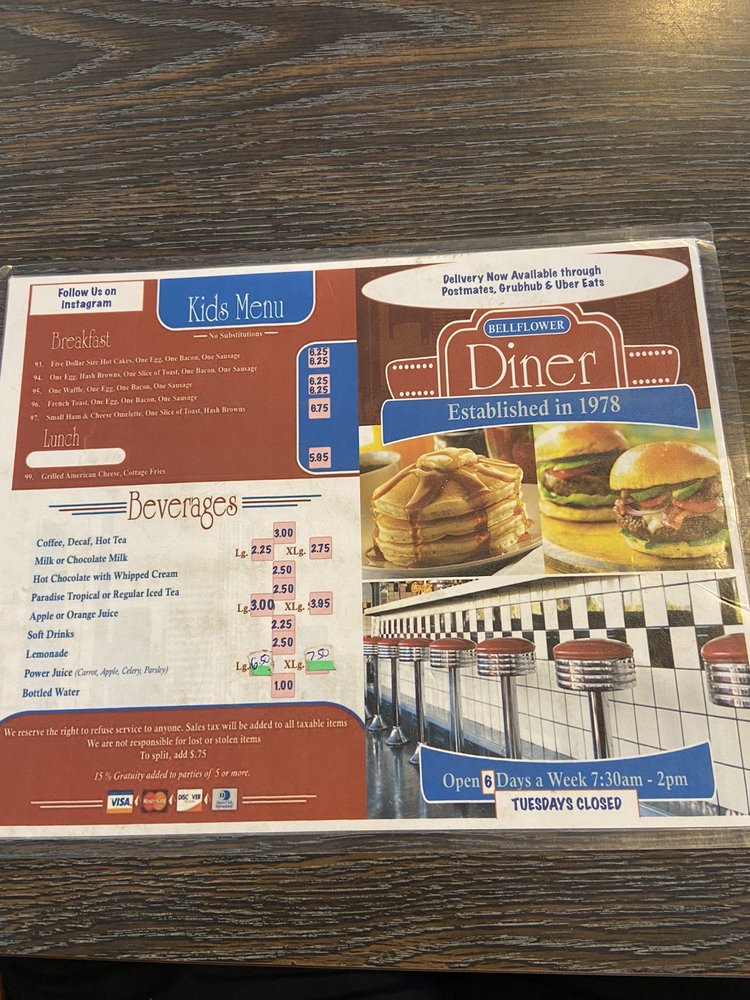 Follow Us on
Instagram
Kids Menu
No Substitutions
Breakfast
93. Five Dollar Size Hot Cakes, One Egg, One Bacon, One Sausage 6.25
94. One Egg, Hash Browns, One Slice of Toast, One Bacon, One Sausage 6.25
95. One Waffle, One Egg, One Bacon, One Sausage 6.25
96. French Toast, One Egg, One Bacon, One Sausage 6.25
97. Small Ham & Cheese Omelette, One Slice of Toast, Hash Browns 6.75
Lunch
99. Grilled American Cheese, Cottage Fries 5.95
Beverages
Coffee, Decaf, Hot Tea 3.00
Milk or Chocolate Milk Lg. 2.25 XLg. 2.75
Hot Chocolate with Whipped Cream 2.50
Paradise Tropical or Regular Iced Tea 2.50
Apple or Orange Juice Lg. 3.00 XLg. 3.95
Soft Drinks 2.25
Lemonade 2.50
Power Juice (Carrot, Apple, Celery, Parsley) Lg. 6.50 XLg. 7.50
Bottled Water 1.00
We reserve the right to refuse service to anyone. Sales tax will be added to all taxable items
We are not responsible for lost or stolen items
To split, add $.75
15 % Gratuity added to parties of 5 or more.
VISA MasterCard DISCOVER
Delivery Now Available through
Postmates, Grubhub & Uber Eats
BELLFLOWER
Diner
Established in 1978
Open 6 Days a Week 7:30am - 2pm
TUESDAYS CLOSED